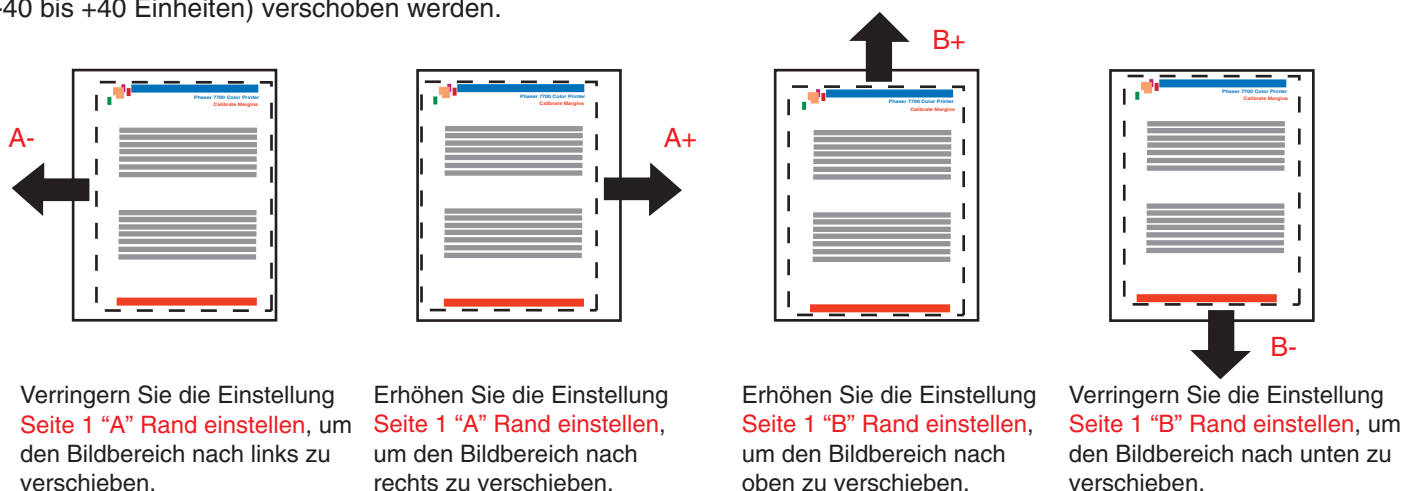 -40 bis +40 Einheiten) verschoben werden.
A-
Phaser 7700 Color Printer
Calibrate Margins
A+
Phaser 7700 Color Printer
Calibrate Margins
B+
Phaser 7700 Color Printer
Calibrate Margins
B-
Phaser 7700 Color Printer
Calibrate Margins
Verringern Sie die Einstellung
Seite 1 “A” Rand einstellen, um
den Bildbereich nach links zu
verschieben.
Erhöhen Sie die Einstellung
Seite 1 “A” Rand einstellen,
um den Bildbereich nach
rechts zu verschieben.
Erhöhen Sie die Einstellung
Seite 1 “B” Rand einstellen,
um den Bildbereich nach
oben zu verschieben.
Verringern Sie die Einstellung
Seite 1 “B” Rand einstellen, um
den Bildbereich nach unten zu
verschieben.